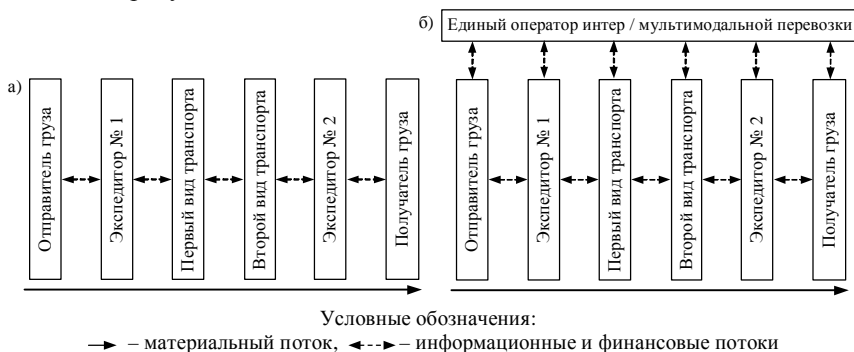 б) Единый оператор интер / мультимодальной перевозки
а)
Отправитель груза
Экспедитор № 1
Первый вид транспорта
Второй вид транспорта
Экспедитор № 2
Получатель груза
Отправитель груза
Экспедитор № 1
Первый вид транспорта
Второй вид транспорта
Экспедитор № 2
Получатель груза
Условные обозначения:
– материальный поток, – информационные и финансовые потоки